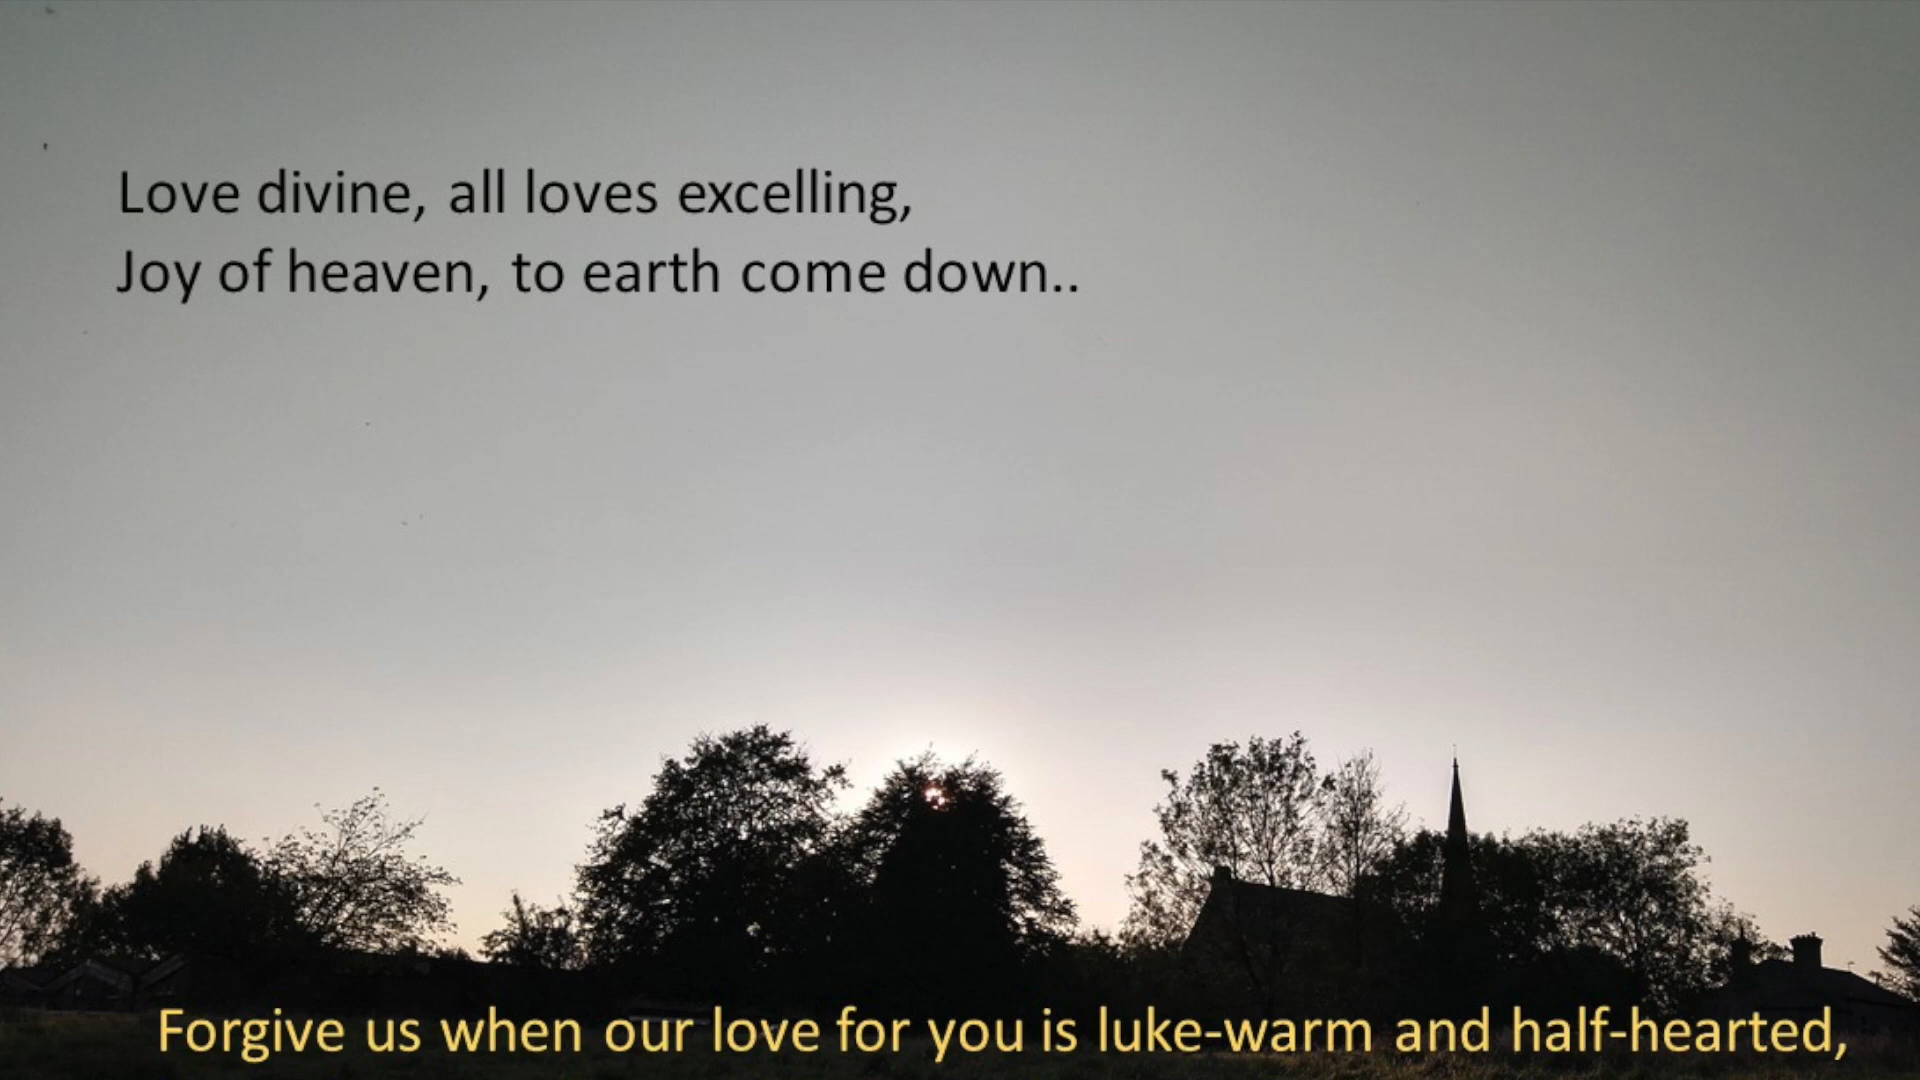 Love divine, all loves excelling,
Joy of heaven, to earth come down..
Forgive us when our love for you is luke-warm and half-hearted,